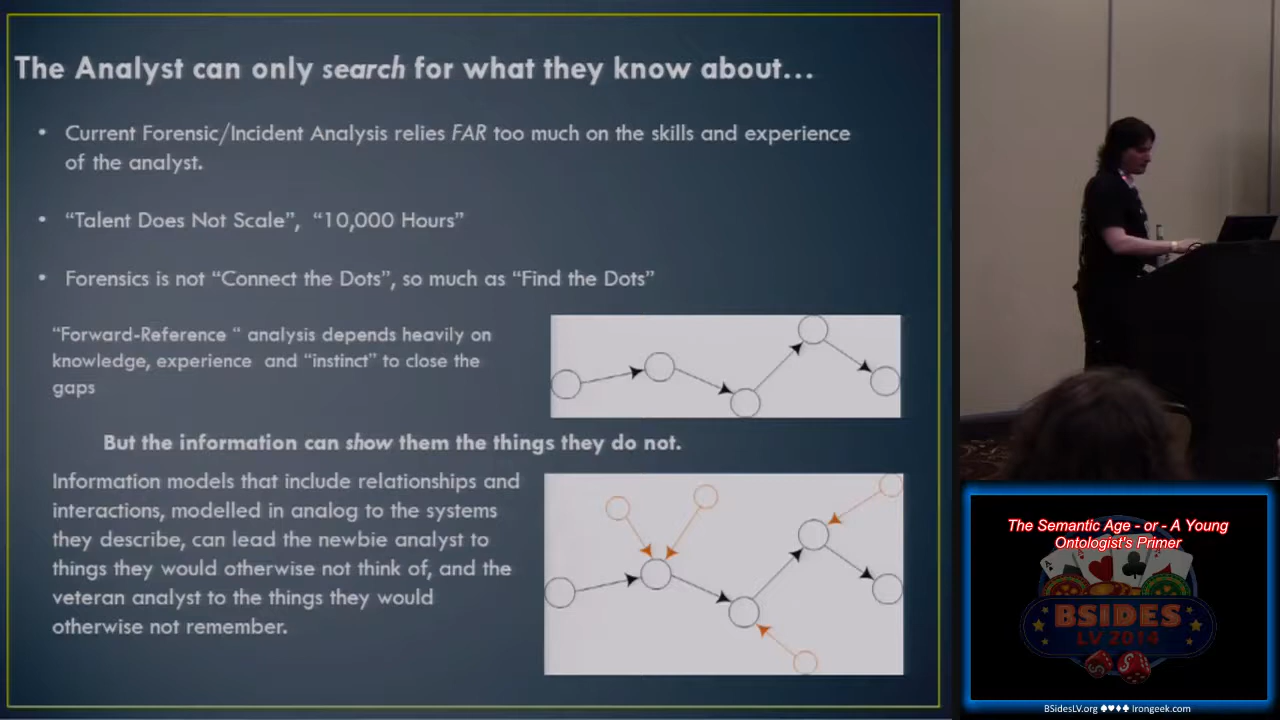 The Analyst can only search for what they know about...
• Current Forensic/Incident Analysis relies FAR too much on the skills and experience
of the analyst.
• “Talent Does Not Scale”, “10,000 Hours”
• Forensics is not “Connect the Dots”, so much as “Find the Dots”
“Forward-Reference “ analysis depends heavily on
knowledge, experience and “instinct” to close the
gaps
But the information can show them the things they do not.
Information models that include relationships and
interactions, modelled in analog to the systems
they describe, can lead the newbie analyst to
things they would otherwise not think of, and the
veteran analyst to the things they would
otherwise not remember.
The Semantic Age - or - A Young
Ontologist's Primer
BSIDES
LV 2014
BSidesLV.org ♠♥♦♣ Irongeek.com